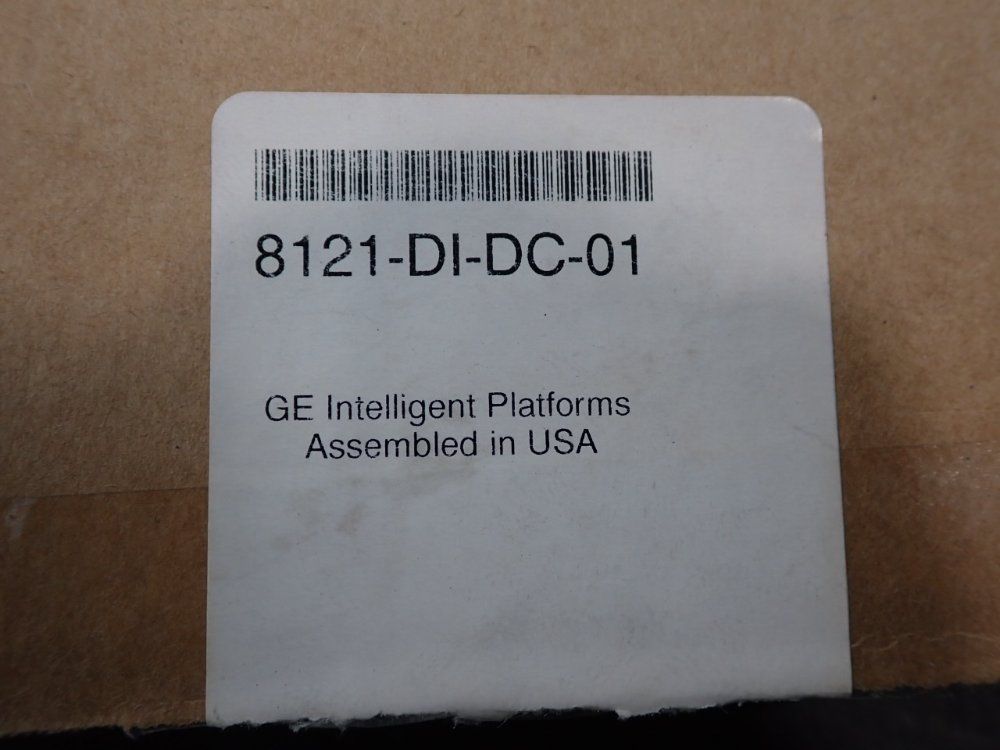 8121-DI-DC-01
GE Intelligent Platforms
Assembled in USA